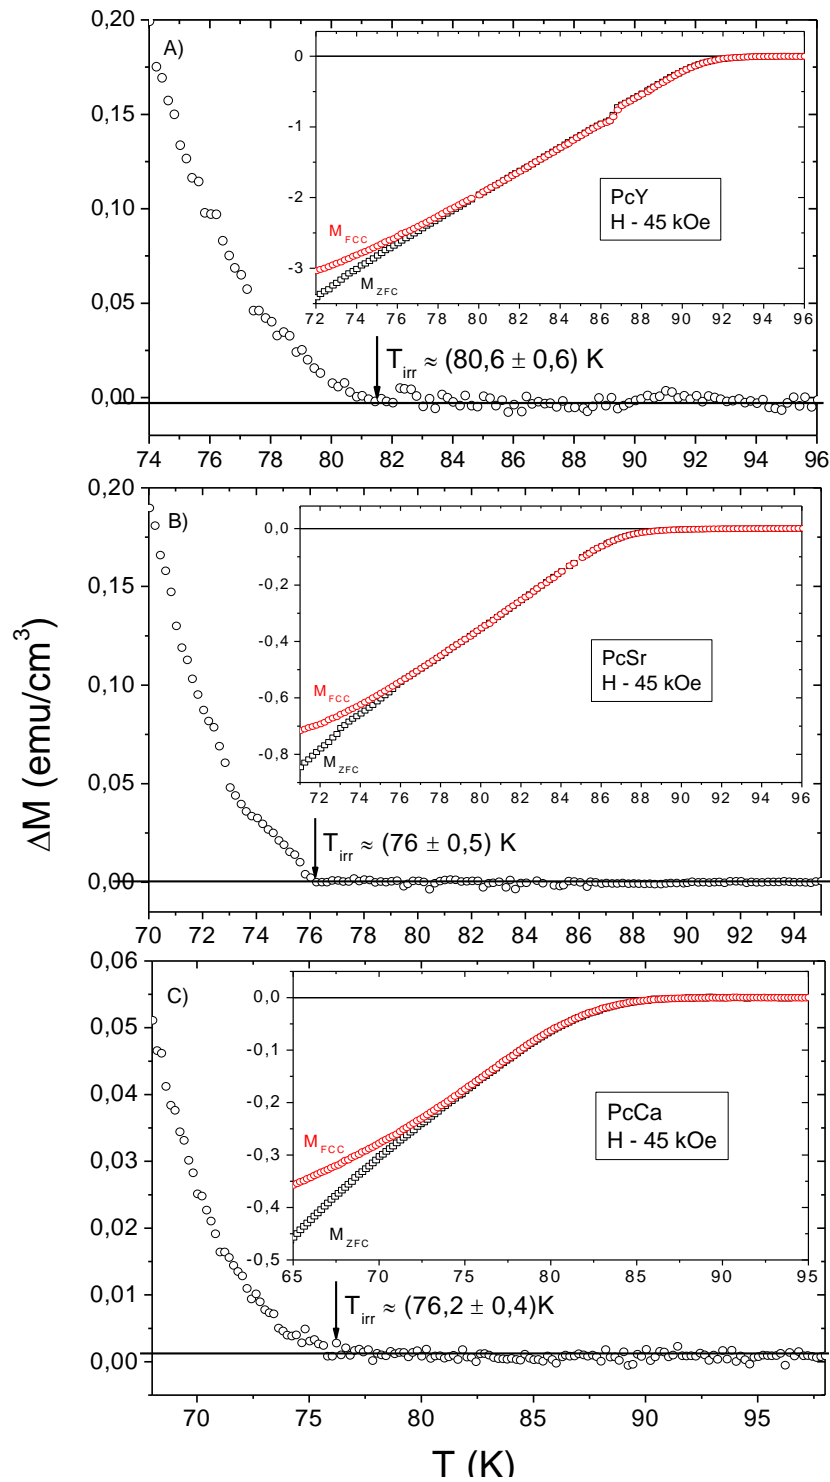 A)
0,20
0,15
0,10
0,05
0,00
74 76 78 80 82 84 86 88 90 92 94 96
0
-1
-2
-3
72 74 76 78 80 82 84 86 88 90 92 94 96
M_FCC
M_ZFC
PcY
H - 45 kOe
T_irr ≈ (80,6 ± 0,6) K
B)
0,20
0,15
0,10
0,05
0,00
70 72 74 76 78 80 82 84 86 88 90 92 94
0,0
-0,2
-0,4
-0,6
-0,8
72 74 76 78 80 82 84 86 88 90 92 94 96
M_FCC
M_ZFC
PcSr
H - 45 kOe
T_irr ≈ (76 ± 0,5) K
ΔM (emu/cm³)
C)
0,06
0,05
0,04
0,03
0,02
0,01
0,00
70 75 80 85 90 95
0,0
-0,1
-0,2
-0,3
-0,4
-0,5
65 70 75 80 85 90 95
M_FCC
M_ZFC
PcCa
H - 45 kOe
T_irr ≈ (76,2 ± 0,4)K
T (K)